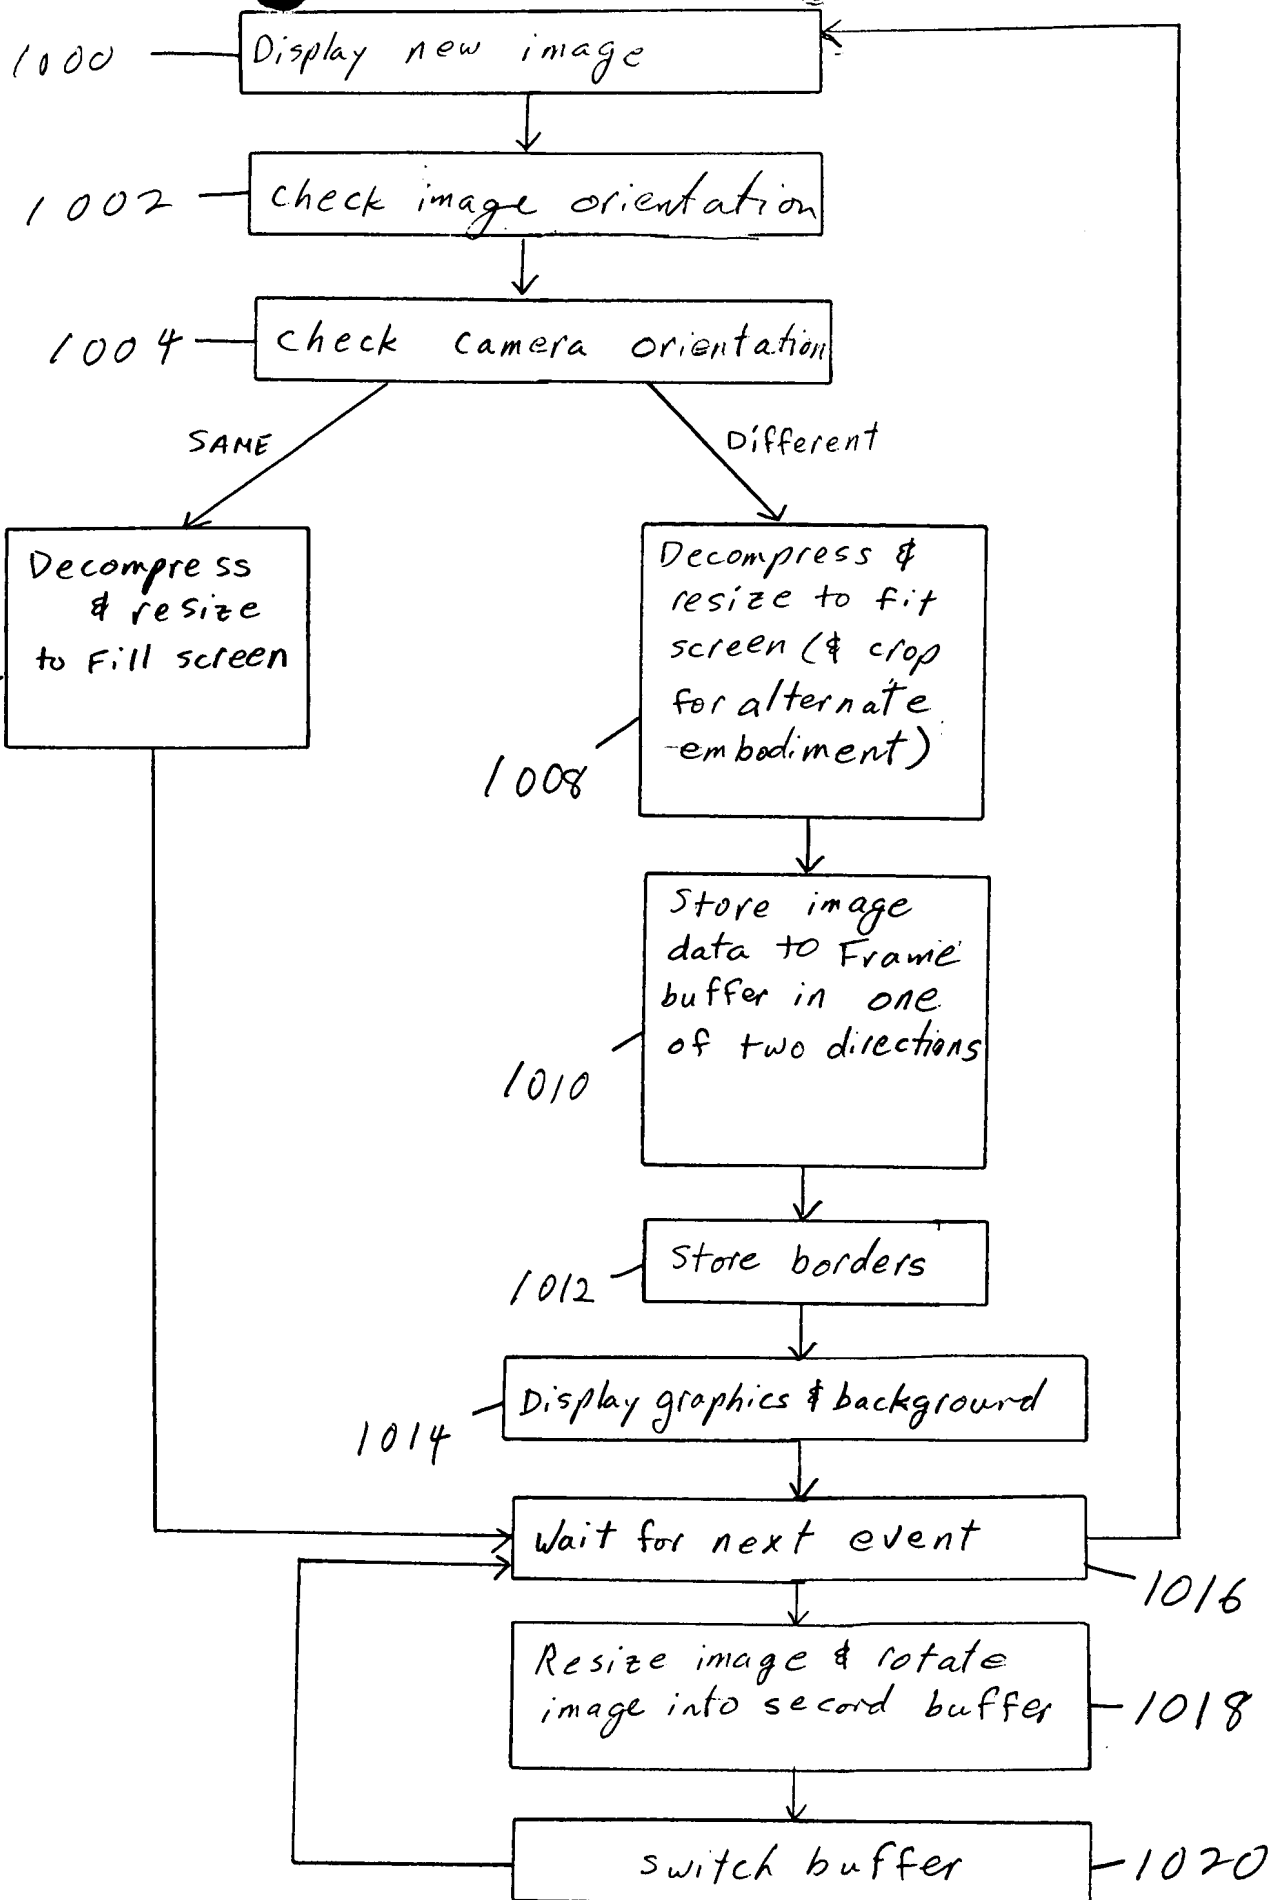 1000
Display new image
1002
Check image orientation
1004
Check camera orientation
SAME
Different
Decompress
& resize
to Fill screen
Decompress &
resize to fit
screen (& crop
for alternate
embodiment)
1008
Store image
data to Frame
buffer in one
of two directions
1010
Store borders
1012
Display graphics & background
1014
Wait for next event
1016
Resize image & rotate
image into second buffer
1018
switch buffer
1020